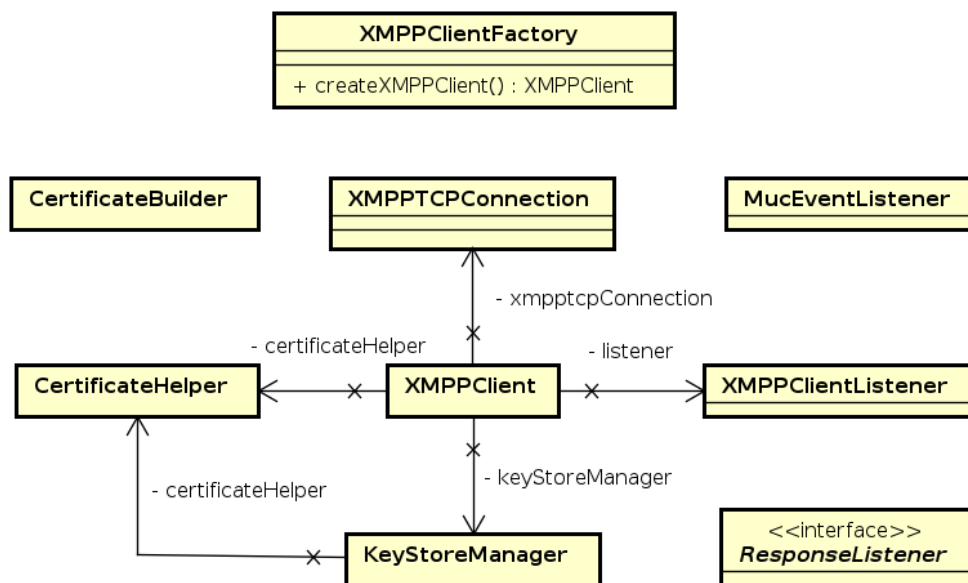 XMPPClientFactory
+ createXMPPClient() : XMPPClient
CertificateBuilder
XMPPTCPConnection
MucEventListener
- xmpptcpConnection
- certificateHelper
- listener
CertificateHelper
XMPPClient
XMPPClientListener
- keyStoreManager
- certificateHelper
<<interface>>
KeyStoreManager
ResponseListener